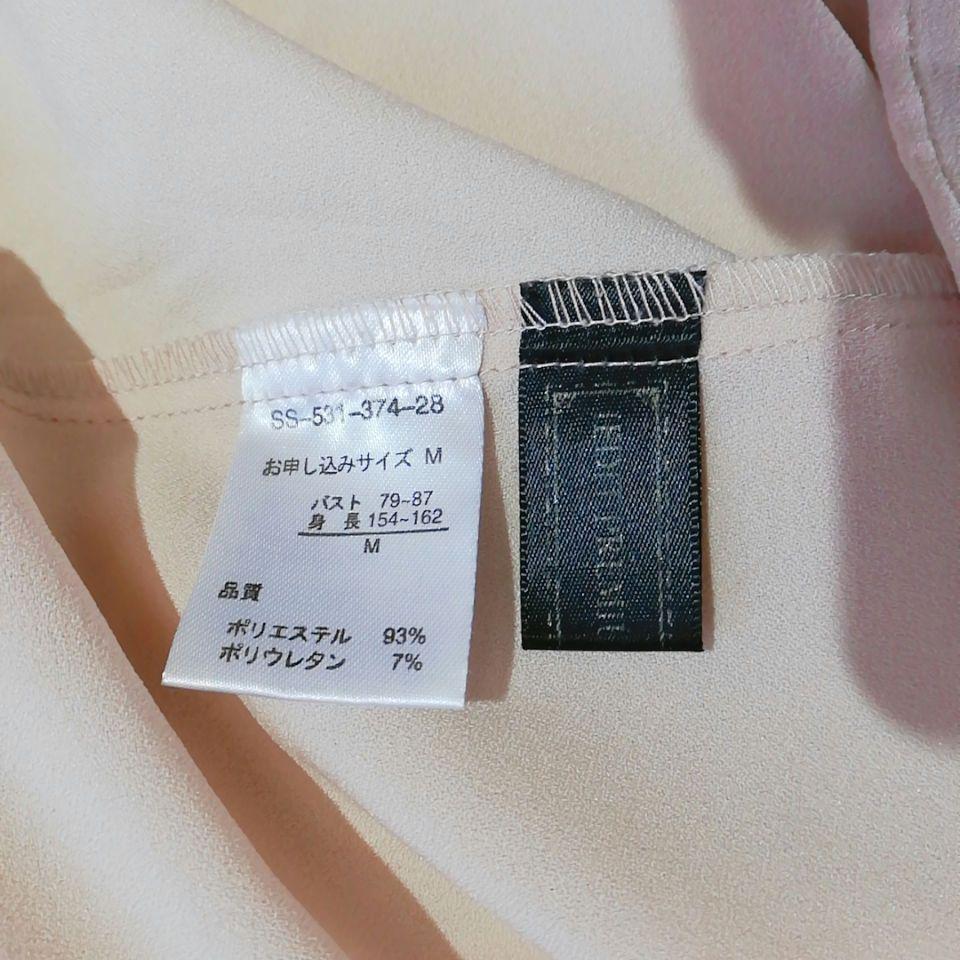 SS-531-374-28
お申し込みサイズ M
バスト 79~87
身 長 154~162
M
品質
ポリエステル 93%
ポリウレタン 7%